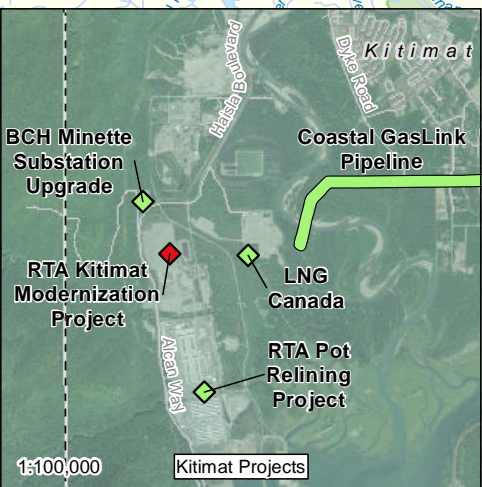 Kitimat
Dyke Road
Haisla Boulevard
BCH Minette
Substation
Upgrade
Coastal GasLink
Pipeline
RTA Kitimat
Modernization
Project
LNG
Canada
Alcan Way
RTA Pot
Relining
Project
1:100,000
Kitimat Projects